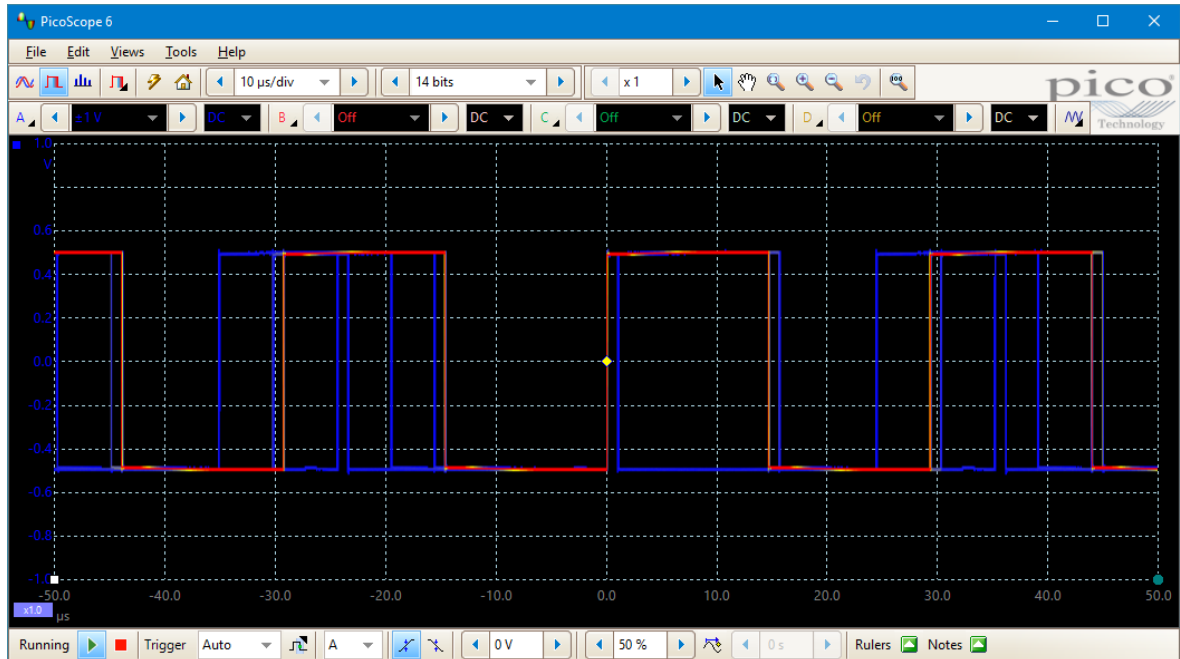 PicoScope 6
File Edit Views Tools Help
10 µs/div 14 bits x 1
pico
Technology
A ±1 V DC B Off DC C Off DC D Off DC
1.0
V
0.6
0.4
0.2
0.0
-0.2
-0.4
-0.6
-0.8
-1.0
-50.0 -40.0 -30.0 -20.0 -10.0 0.0 10.0 20.0 30.0 40.0 50.0
x1.0
µs
Running Trigger Auto A 0 V 50 % 0 s Rulers Notes